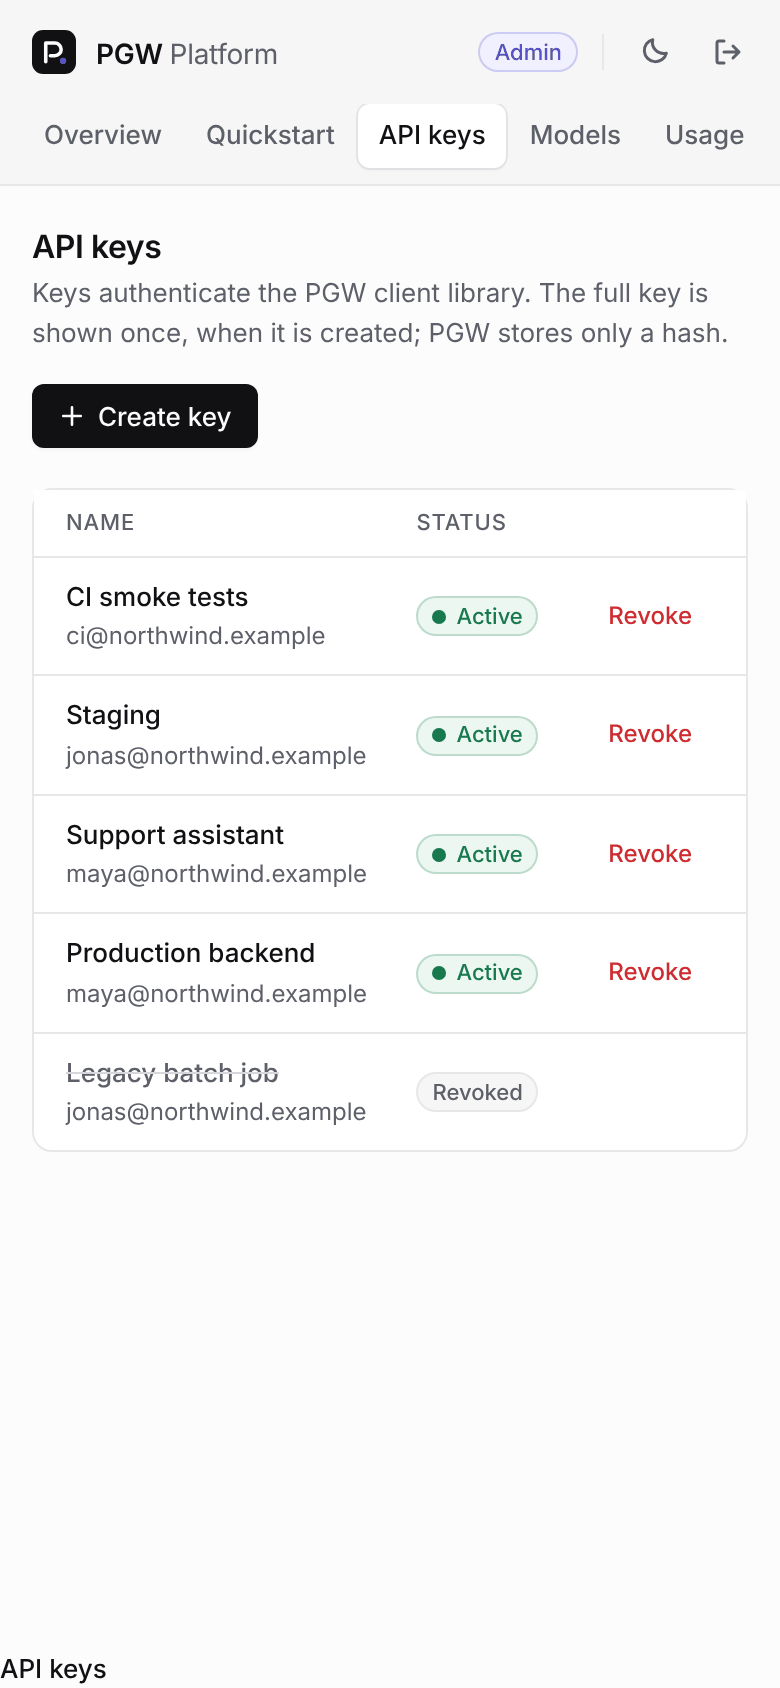 PGW Platform
Admin
Overview Quickstart API keys Models Usage
API keys
Keys authenticate the PGW client library. The full key is
shown once, when it is created; PGW stores only a hash.
+ Create key
NAME STATUS
CI smoke tests
ci@northwind.example
Active
Revoke
Staging
jonas@northwind.example
Active
Revoke
Support assistant
maya@northwind.example
Active
Revoke
Production backend
maya@northwind.example
Active
Revoke
Legacy batch job
jonas@northwind.example
Revoked
API keys